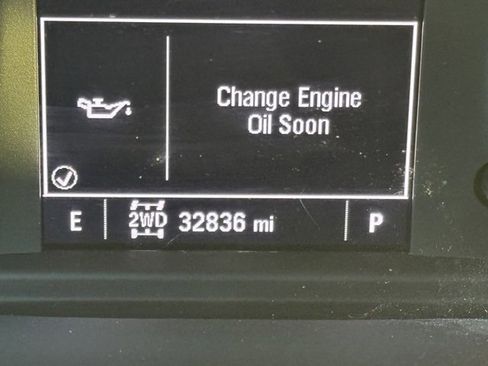 Change Engine
Oil Soon
E 2WD 32836 mi P